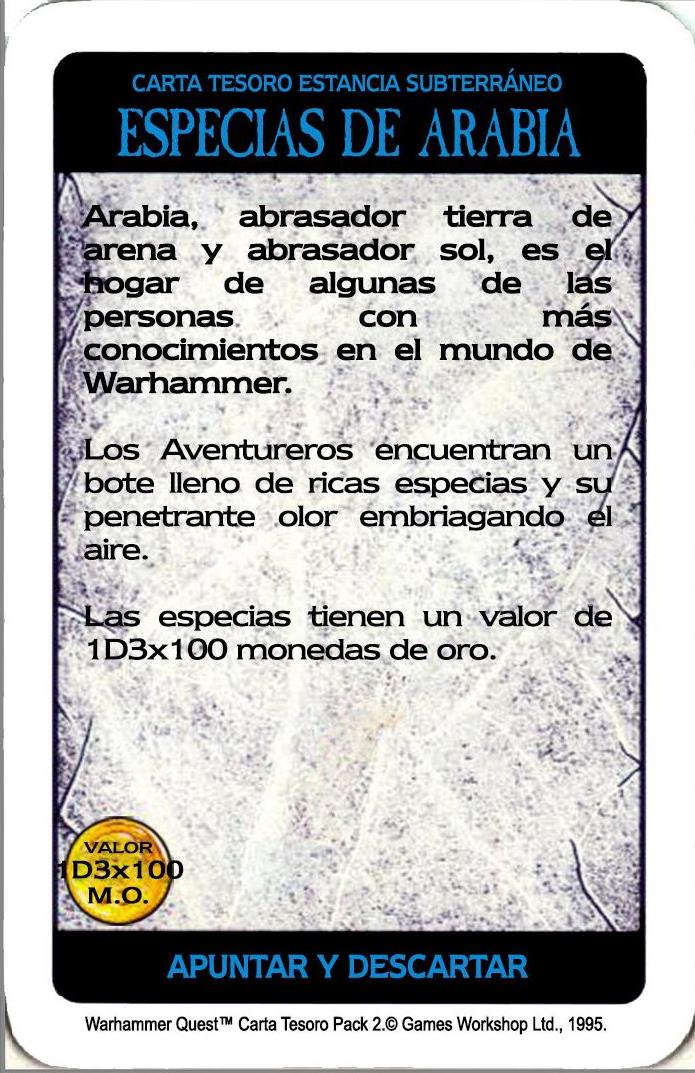 CARTA TESORO ESTANCIA SUBTERRÁNEO
ESPECIAS DE ARABIA
Arabia, abrasador tierra de
arena y abrasador sol, es el
hogar de algunas de las
personas con más
conocimientos en el mundo de
Warhammer.
Los Aventureros encuentran un
bote lleno de ricas especias y su
penetrante olor embriagando el
aire.
Las especias tienen un valor de
1D3x100 monedas de oro.
VALOR
1D3x100
M.O.
APUNTAR Y DESCARTAR
Warhammer Quest™ Carta Tesoro Pack 2.© Games Workshop Ltd., 1995.